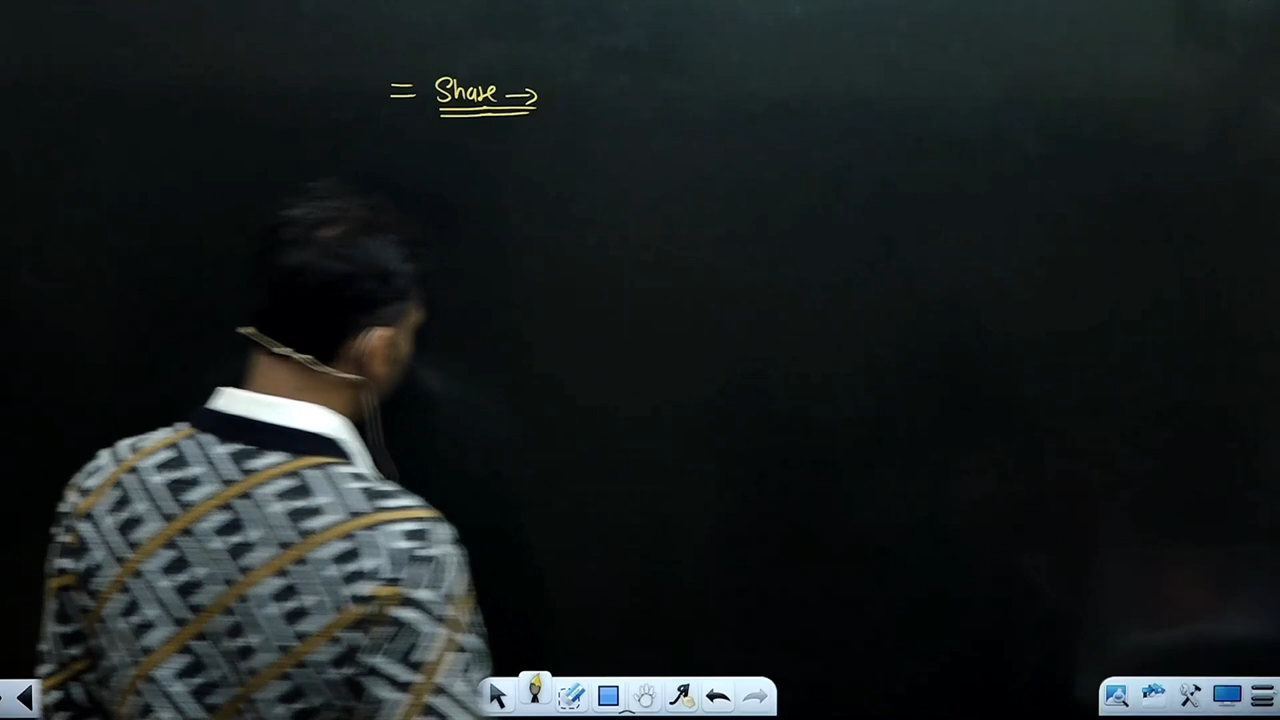 = Share →